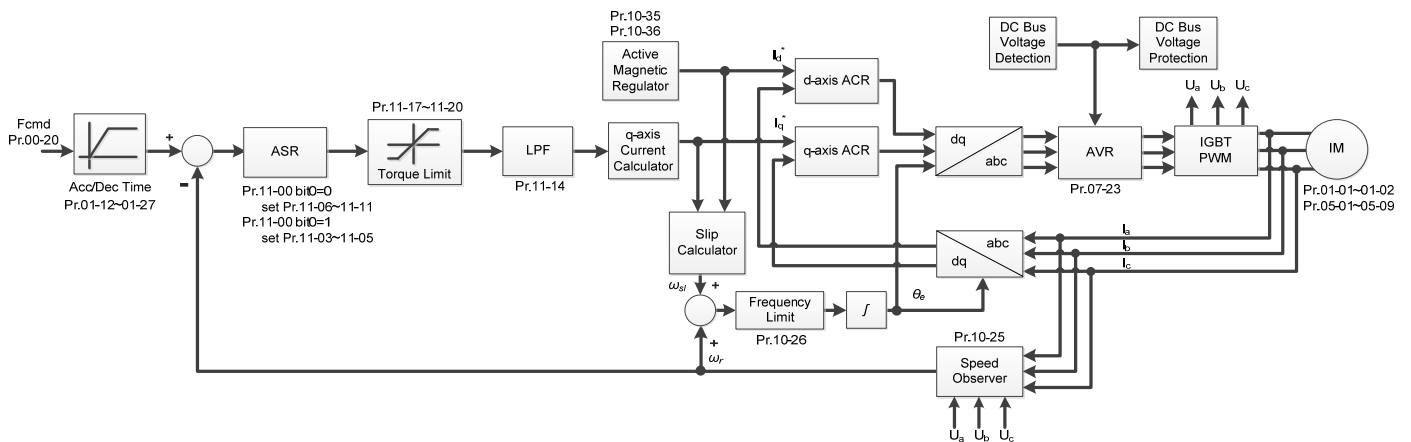 Fcmd
Pr.00-20
Acc/Dec Time
Pr.01-12~01-27
+
-
ASR
Pr.11-00 bit0=0
set Pr.11-06~11-11
Pr.11-00 bit0=1
set Pr.11-03~11-05
Pr.11-17~11-20
Torque Limit
LPF
Pr.11-14
Pr.10-35
Pr.10-36
Active
Magnetic
Regulator
q-axis
Current
Calculator
Id*
Iq*
d-axis ACR
q-axis ACR
dq
abc
DC Bus
Voltage
Detection
DC Bus
Voltage
Protection
AVR
Pr.07-23
Ua Ub Uc
IGBT
PWM
IM
Pr.01-01~01-02
Pr.05-01~05-09
Slip
Calculator
ωsl +
+
ωr
Frequency
Limit
Pr.10-26
∫
θe
abc
dq
Ia
Ib
Ic
Pr.10-25
Speed
Observer
Ua Ub Uc